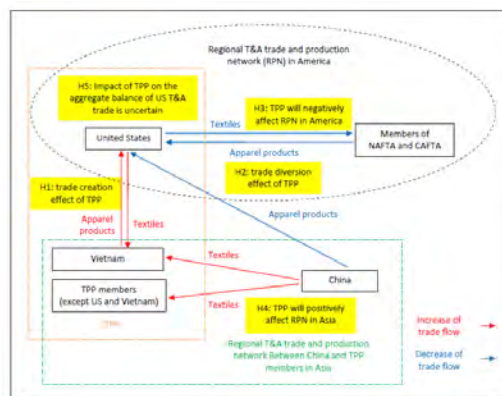 Regional T&A trade and production
network (RPN) in America
H5: Impact of TPP on the
aggregate balance of US T&A
trade is uncertain
H3: TPP will negatively
affect RPN in America
Textiles
United States
Members of
NAFTA and CAFTA
Apparel products
H2: trade diversion
effect of TPP
H1: trade creation
effect of TPP
Apparel
products
Textiles
Apparel products
Vietnam
Textiles
China
TPP members
(except US and Vietnam)
Textiles
H4: TPP will positively
affect RPN in Asia
Increase of
trade flow
Regional T&A trade and production
network Between China and TPP
members in Asia
Decrease of
trade flow